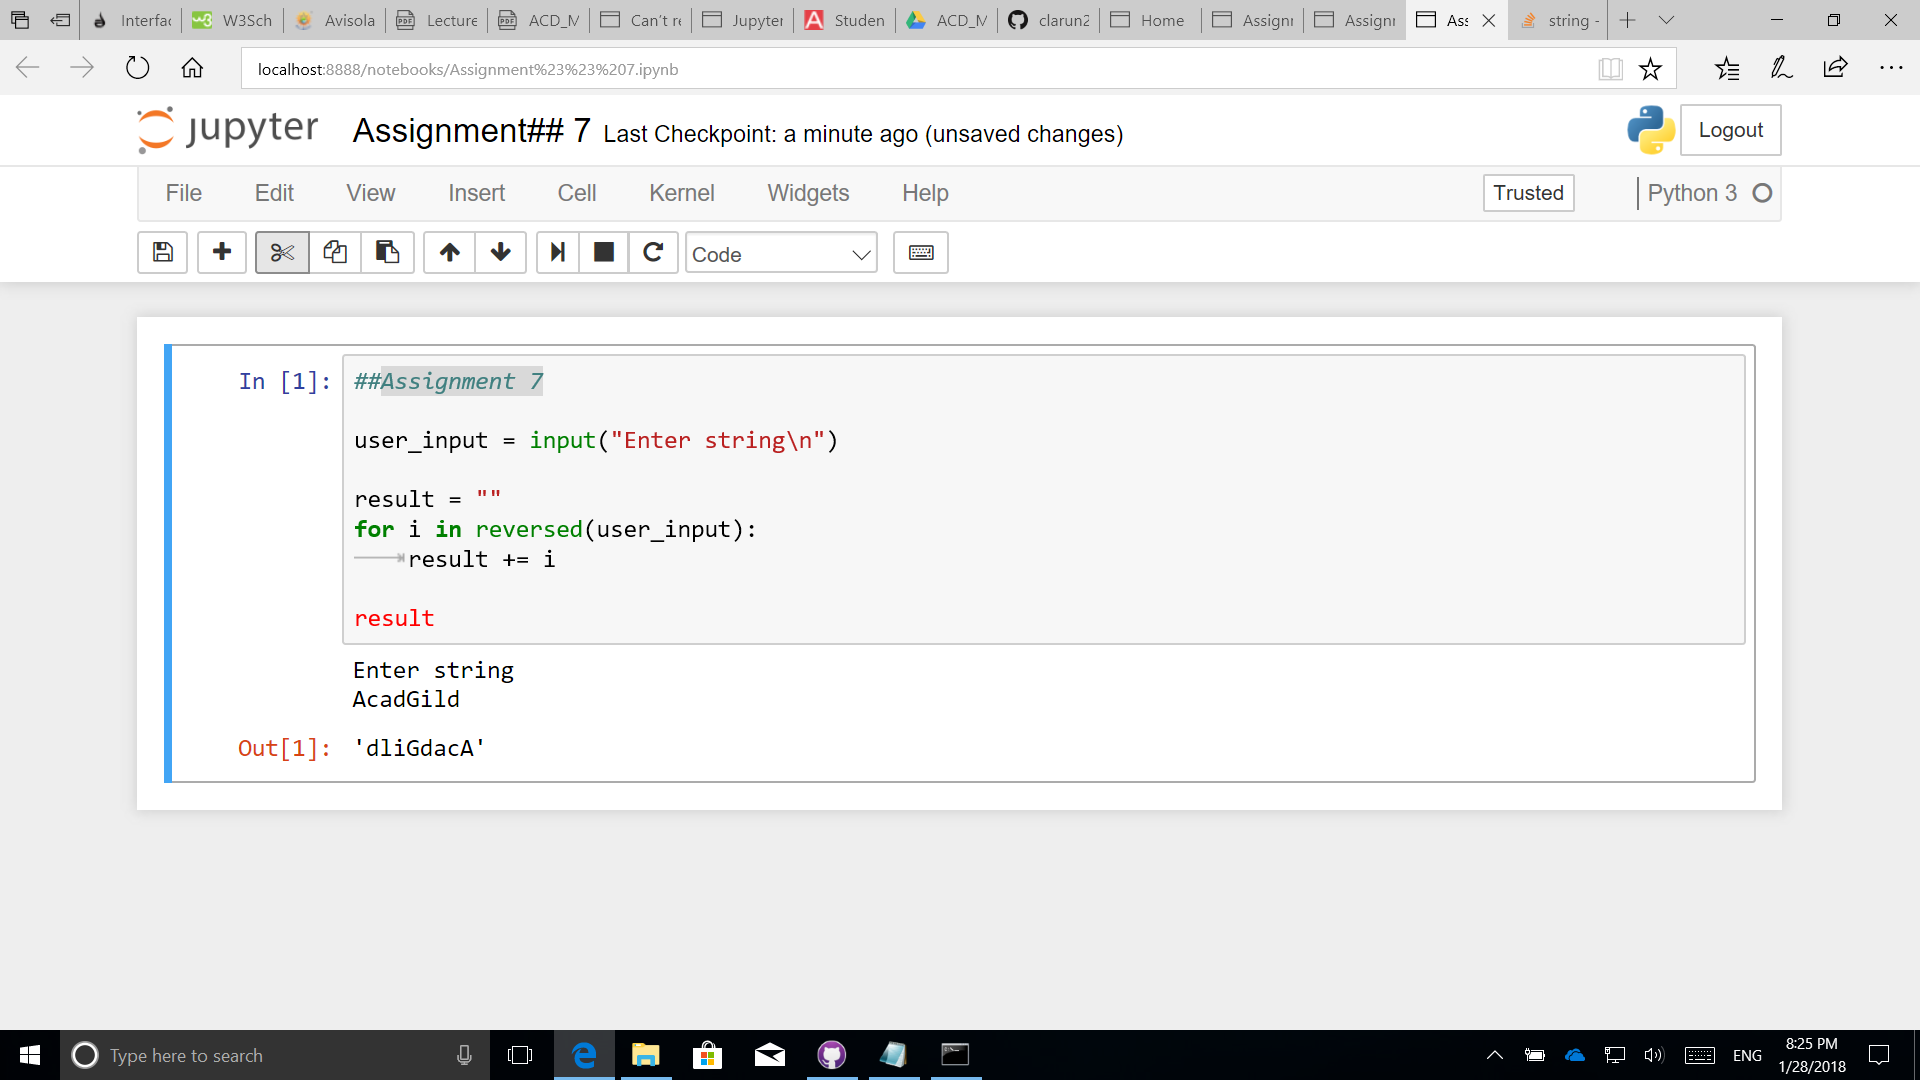 Interfac W3Sch Avisola Lecture ACD_M Can't re Jupyter Studen ACD_M clarun2 Home Assignr Assignr Ass string -
localhost:8888/notebooks/Assignment%23%23%207.ipynb
jupyter Assignment## 7 Last Checkpoint: a minute ago (unsaved changes) Logout
File Edit View Insert Cell Kernel Widgets Help Trusted Python 3
Code
In [1]: ##Assignment 7
user_input = input("Enter string\n")
result = ""
for i in reversed(user_input):
result += i
result
Enter string
AcadGild
Out[1]: 'dliGdacA'
Type here to search
ENG
8:25 PM
1/28/2018